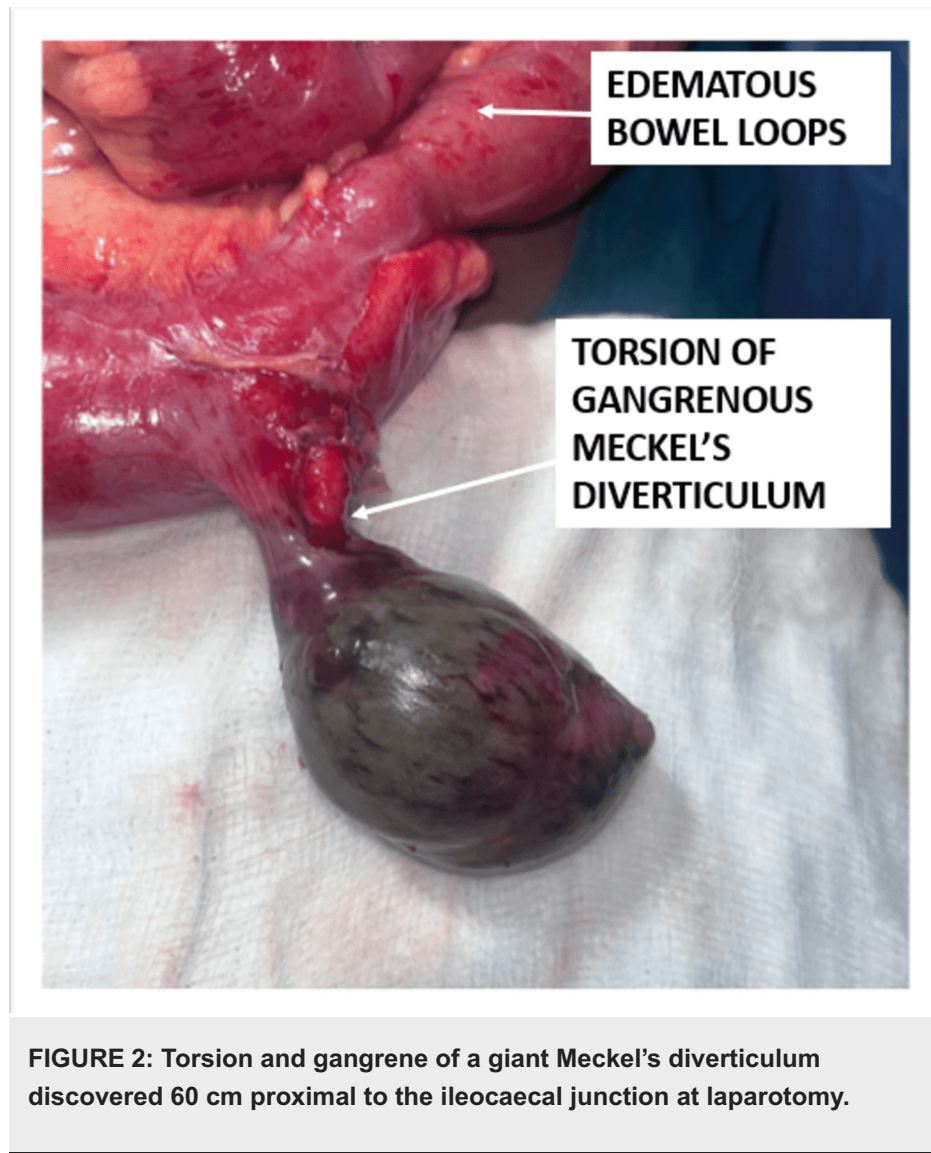 EDEMATOUS
BOWEL LOOPS
TORSION OF
GANGRENOUS
MECKEL’S
DIVERTICULUM
FIGURE 2: Torsion and gangrene of a giant Meckel’s diverticulum
discovered 60 cm proximal to the ileocaecal junction at laparotomy.